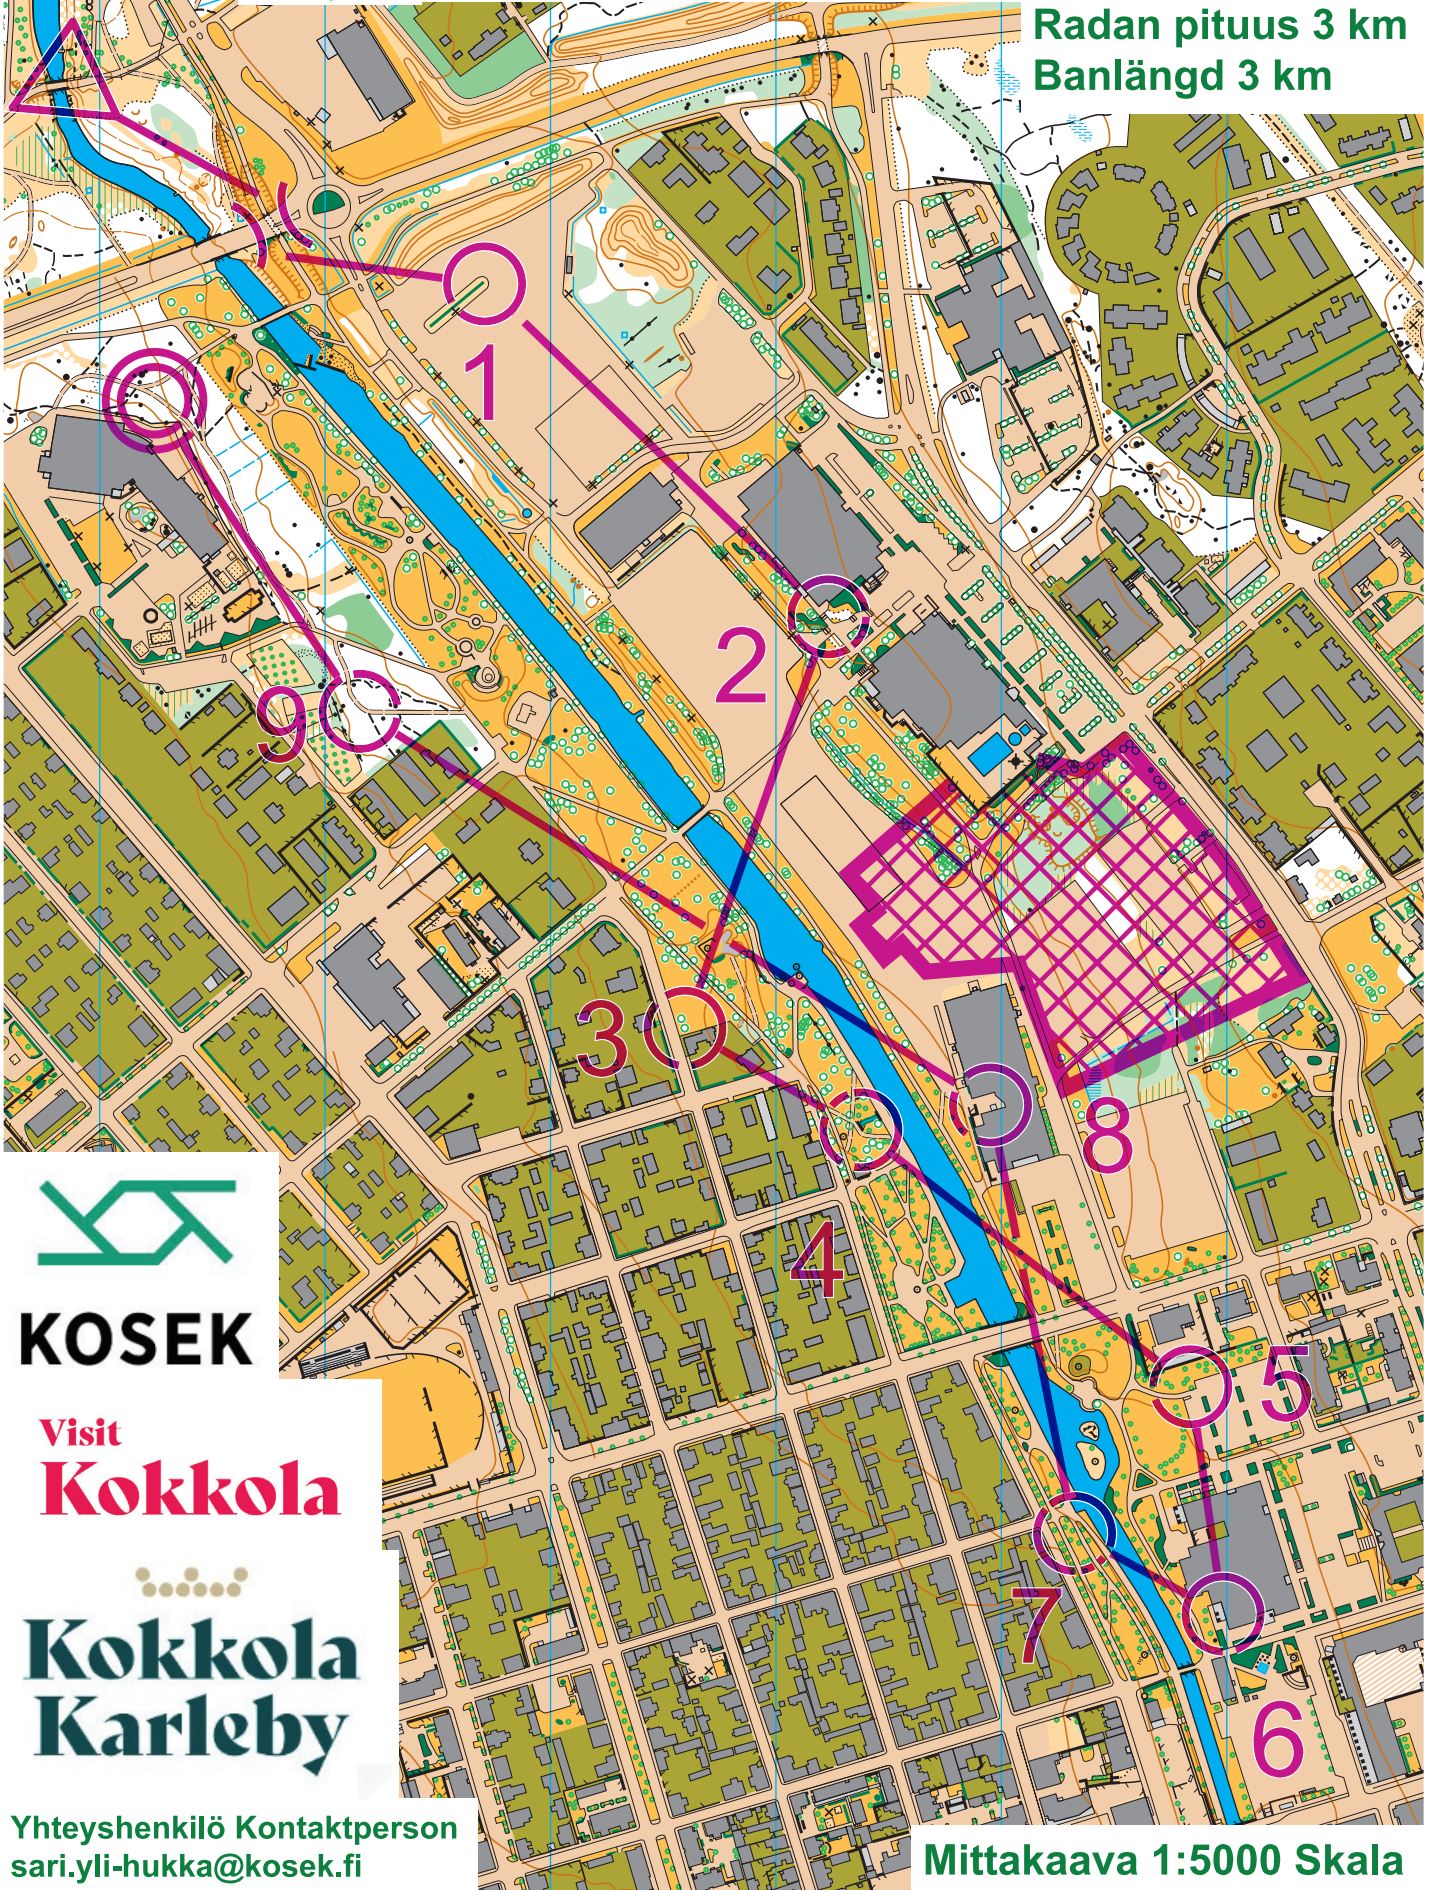 Radan pituus 3 km
Banlängd 3 km
1
2
9
3
8
4
5
7
6
KOSEK
Visit
Kokkola
Kokkola
Karleby
Yhteyshenkilö Kontaktperson
sari.yli-hukka@kosek.fi
Mittakaava 1:5000 Skala